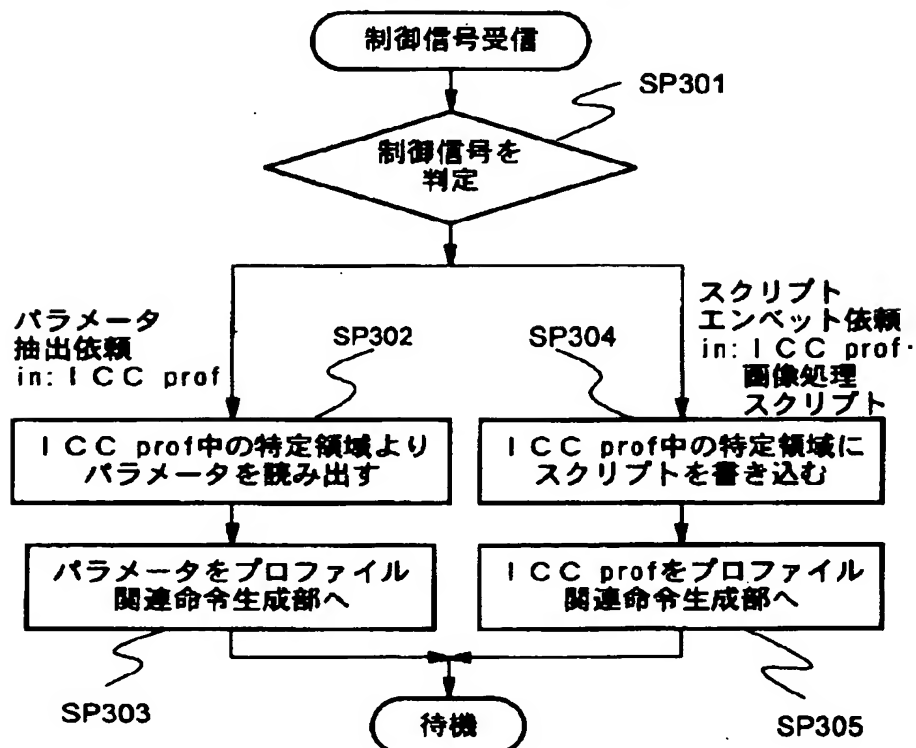 制御信号受信
SP301
制御信号を
判定
パラメータ
抽出依頼
in:ICC prof
SP302
SP304
スクリプト
エンベット依頼
in:ICC prof・
画像処理
スクリプト
ICC prof中の特定領域より
パラメータを読み出す
ICC prof中の特定領域に
スクリプトを書き込む
パラメータをプロファイル
関連命令生成部へ
ICC profをプロファイル
関連命令生成部へ
SP303
待機
SP305